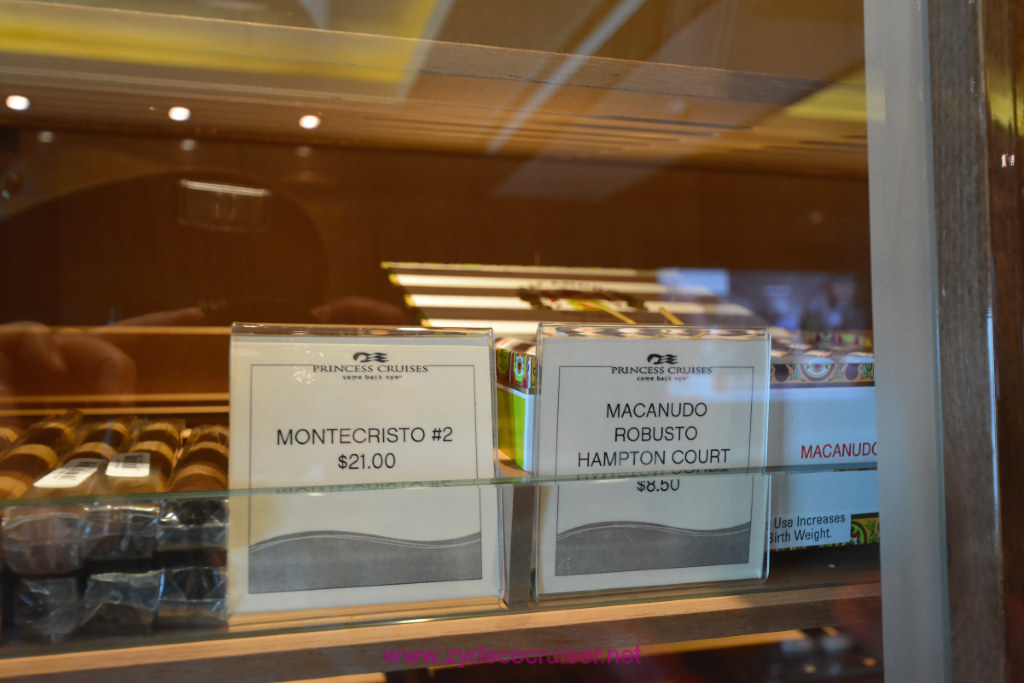 PRINCESS CRUISES
come back new
MONTECRISTO #2
$21.00
PRINCESS CRUISES
come back new
MACANUDO
ROBUSTO
HAMPTON COURT
$8.50
MACANUDO
Use Increases
Birth Weight.
www.zydecocruiser.net